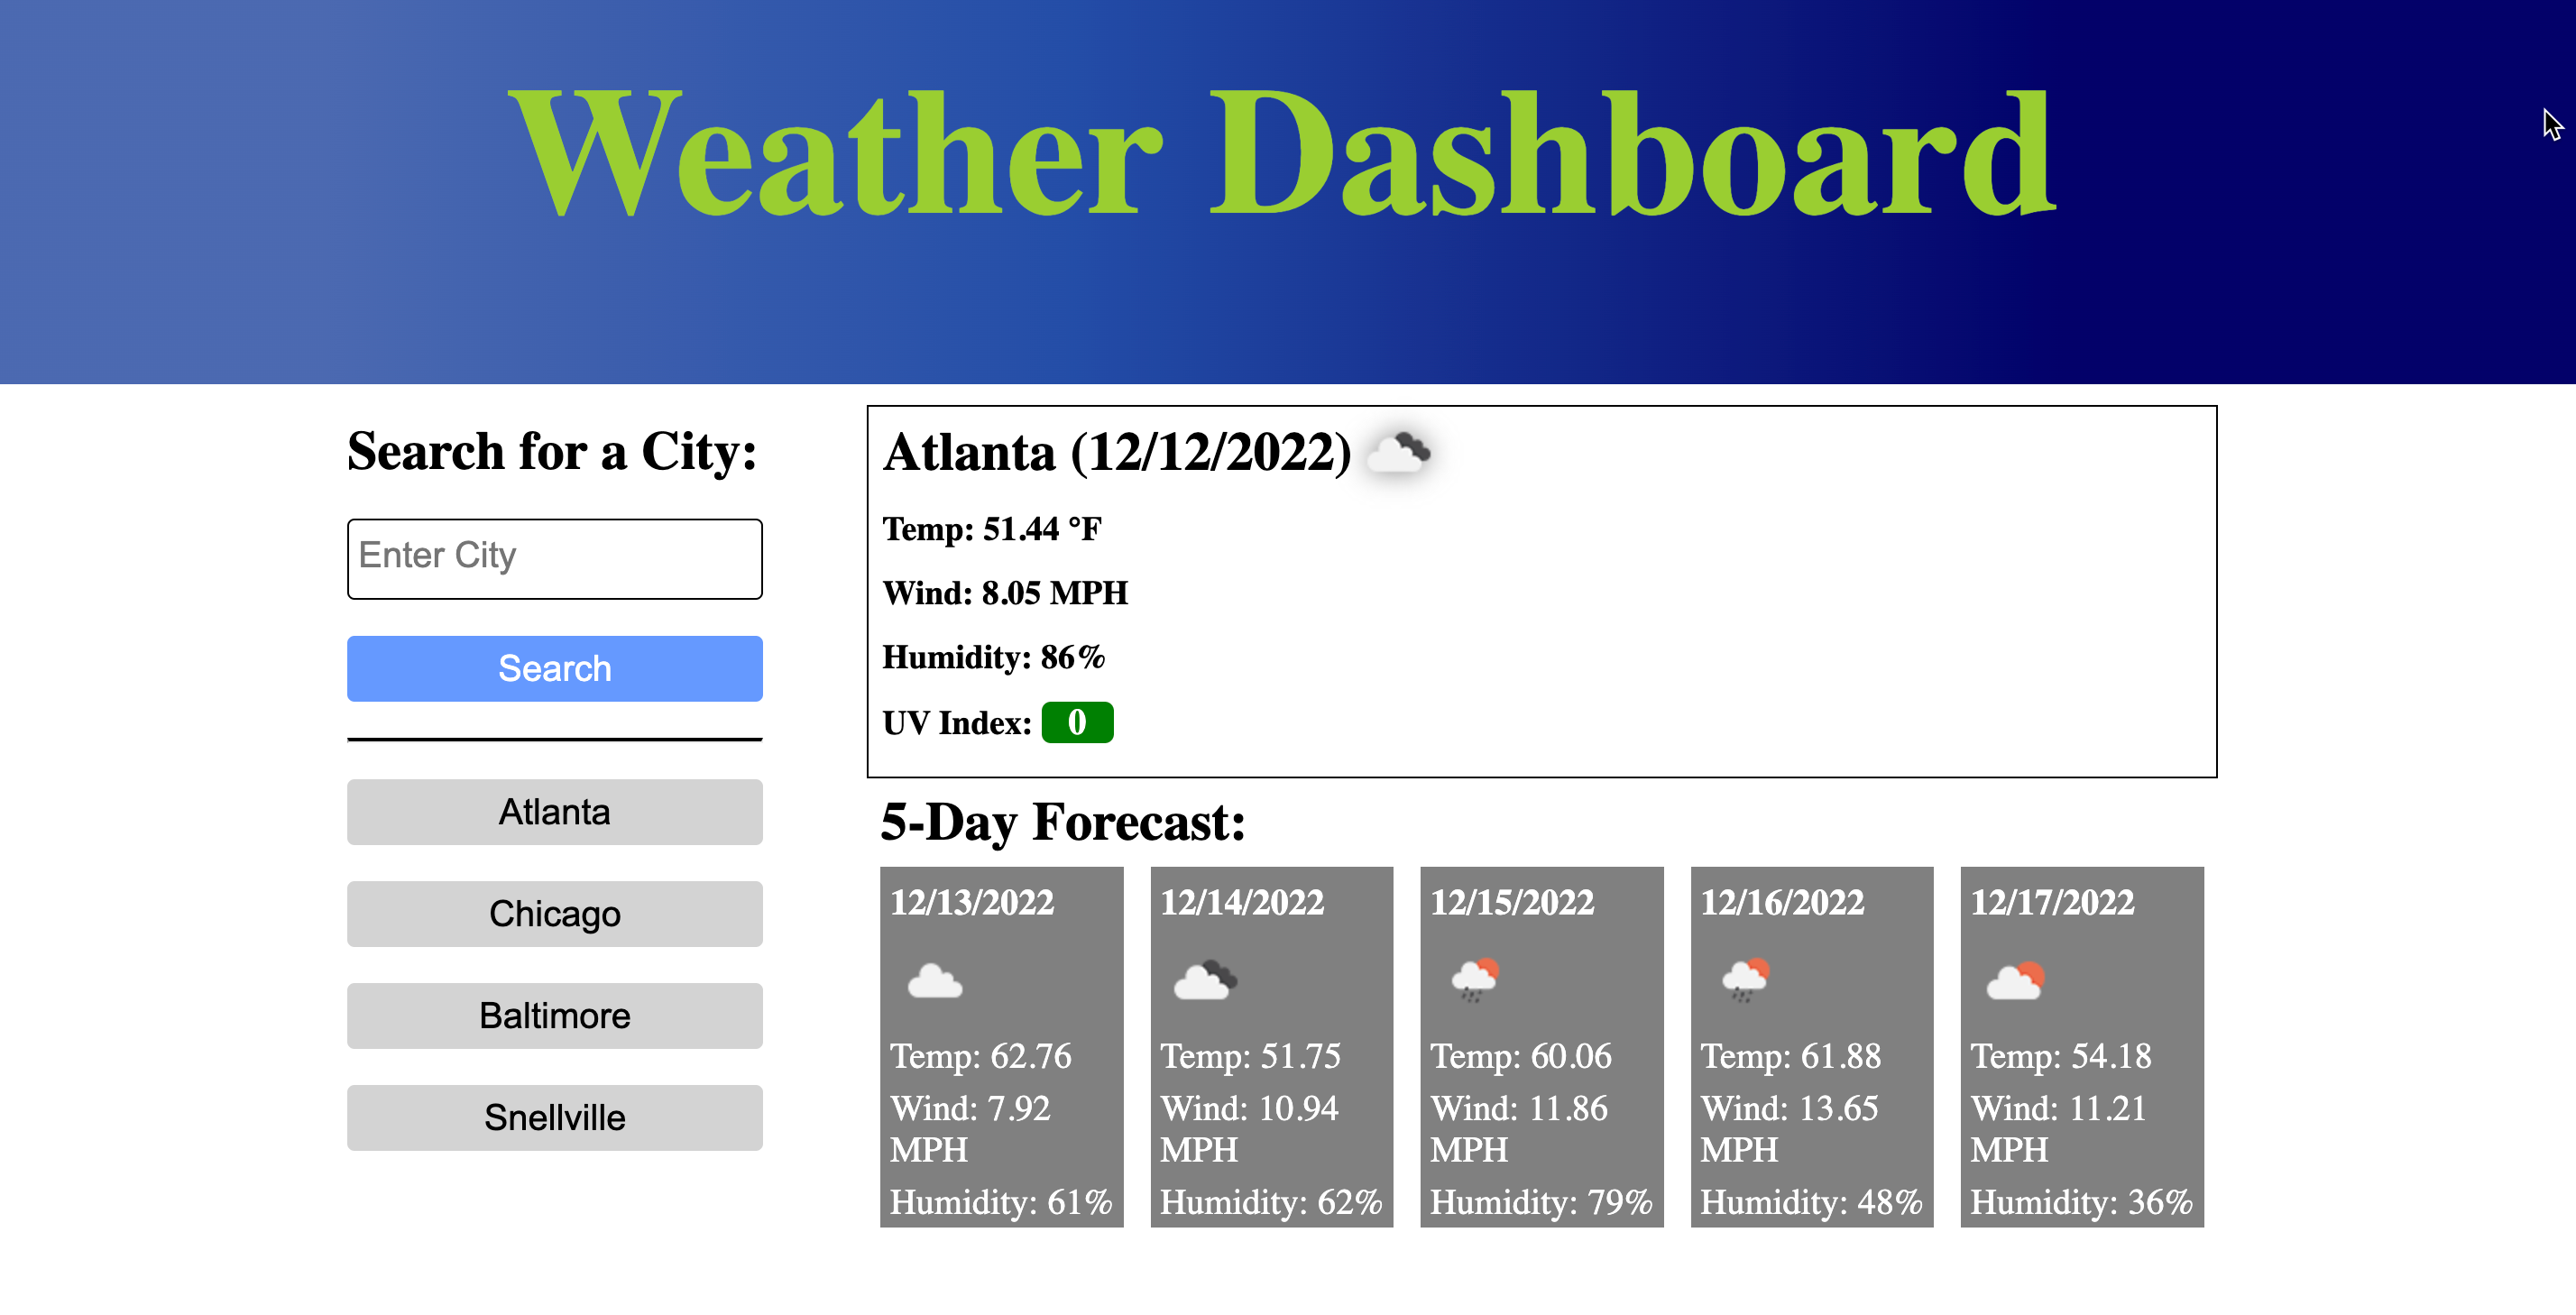 Weather Dashboard
Search for a City:
Enter City
Search
Atlanta
Chicago
Baltimore
Snellville
Atlanta (12/12/2022)
Temp: 51.44 °F
Wind: 8.05 MPH
Humidity: 86%
UV Index: 0
5-Day Forecast:
12/13/2022
Temp: 62.76
Wind: 7.92
MPH
Humidity: 61%
12/14/2022
Temp: 51.75
Wind: 10.94
MPH
Humidity: 62%
12/15/2022
Temp: 60.06
Wind: 11.86
MPH
Humidity: 79%
12/16/2022
Temp: 61.88
Wind: 13.65
MPH
Humidity: 48%
12/17/2022
Temp: 54.18
Wind: 11.21
MPH
Humidity: 36%